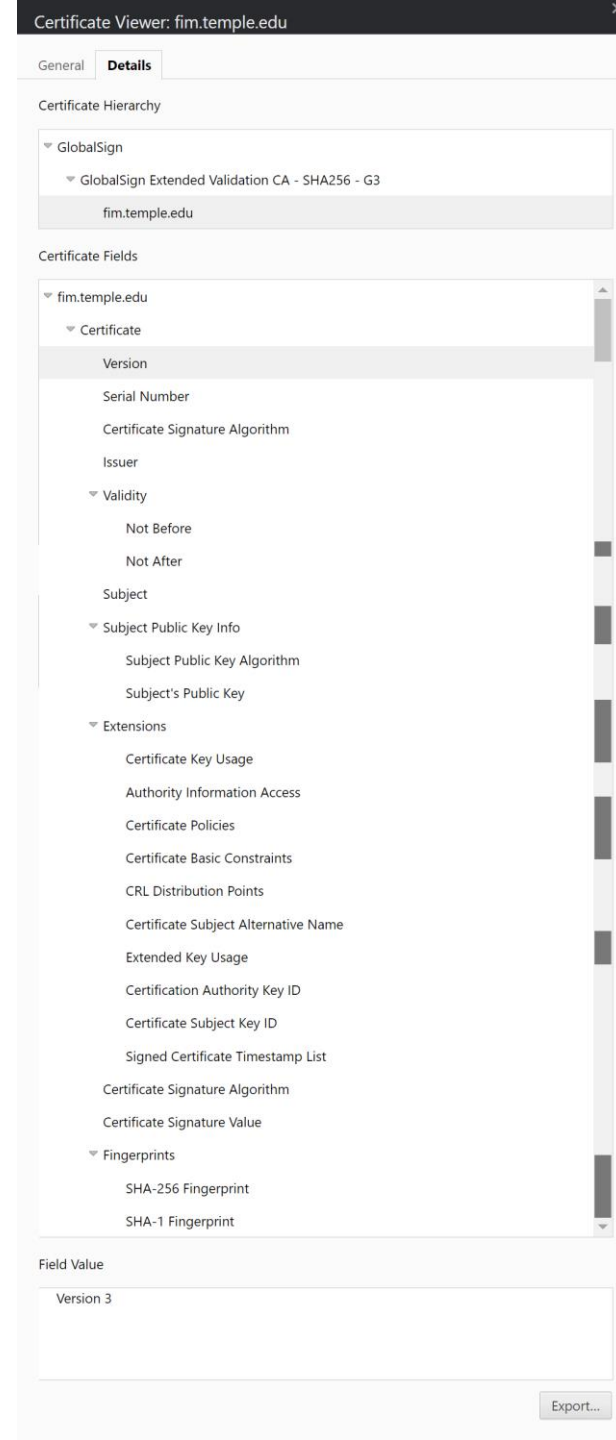 Certificate Viewer: fim.temple.edu
General Details
Certificate Hierarchy
GlobalSign
GlobalSign Extended Validation CA - SHA256 - G3
fim.temple.edu
Certificate Fields
fim.temple.edu
Certificate
Version
Serial Number
Certificate Signature Algorithm
Issuer
Validity
Not Before
Not After
Subject
Subject Public Key Info
Subject Public Key Algorithm
Subject's Public Key
Extensions
Certificate Key Usage
Authority Information Access
Certificate Policies
Certificate Basic Constraints
CRL Distribution Points
Certificate Subject Alternative Name
Extended Key Usage
Certification Authority Key ID
Certificate Subject Key ID
Signed Certificate Timestamp List
Certificate Signature Algorithm
Certificate Signature Value
Fingerprints
SHA-256 Fingerprint
SHA-1 Fingerprint
Field Value
Version 3
Export...